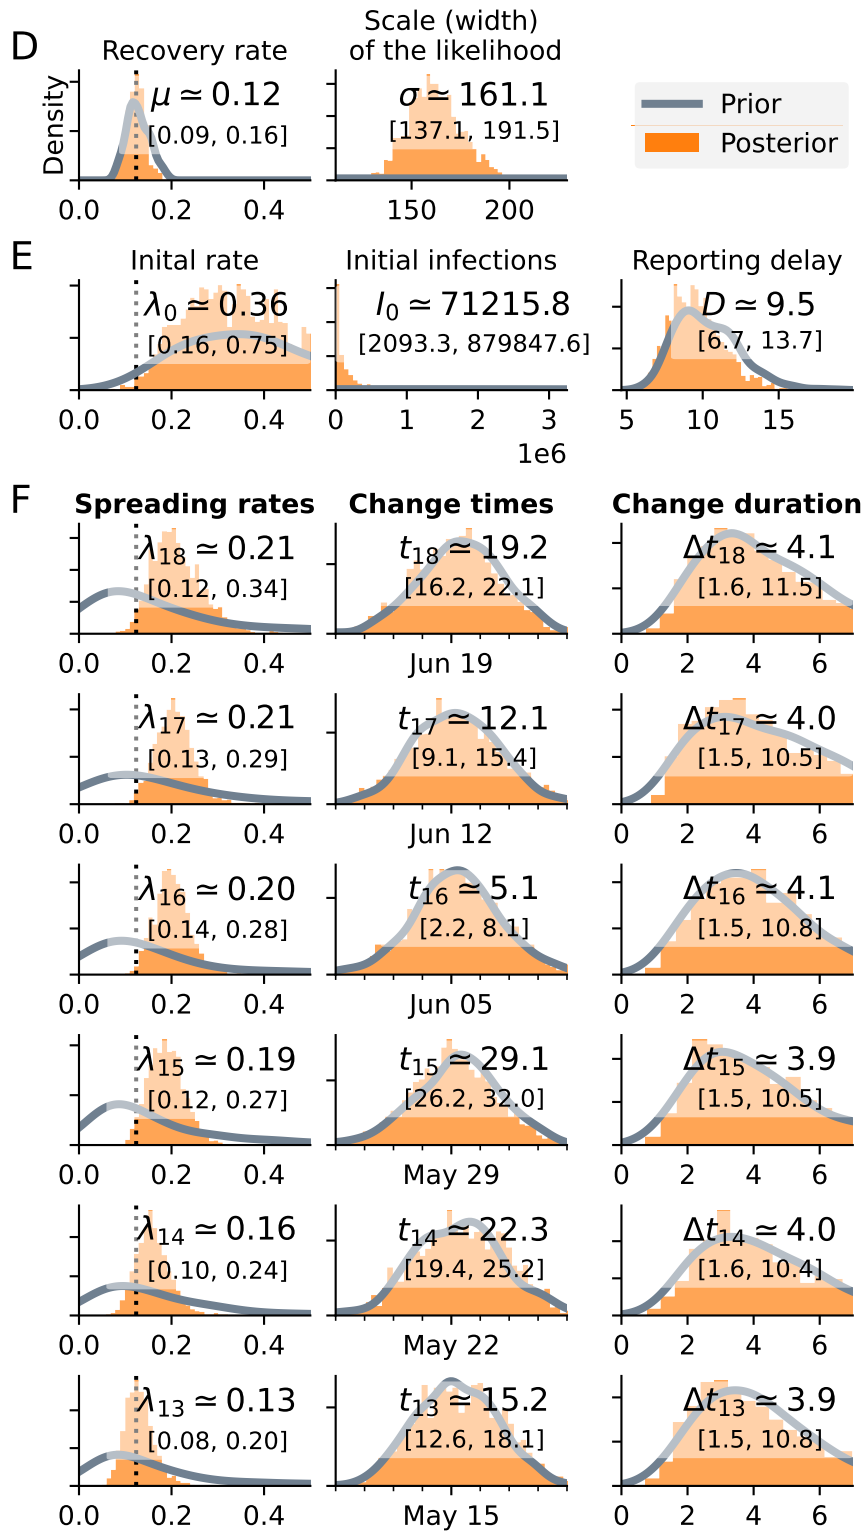 D
Recovery rate
Scale (width)
of the likelihood
Density
μ ≃ 0.12
[0.09, 0.16]
0.0 0.2 0.4
σ ≃ 161.1
[137.1, 191.5]
150 200
Prior
Posterior
E
Inital rate
λ0 ≃ 0.36
[0.16, 0.75]
0.0 0.2 0.4
Initial infections
I0 ≃ 71215.8
[2093.3, 879847.6]
0 1 2 3
1e6
Reporting delay
D ≃ 9.5
[6.7, 13.7]
5 10 15
F
Spreading rates
Change times
Change duration
λ18 ≃ 0.21
[0.12, 0.34]
0.0 0.2 0.4
t18 ≃ 19.2
[16.2, 22.1]
Jun 19
Δt18 ≃ 4.1
[1.6, 11.5]
0 2 4 6
λ17 ≃ 0.21
[0.13, 0.29]
0.0 0.2 0.4
t17 ≃ 12.1
[9.1, 15.4]
Jun 12
Δt17 ≃ 4.0
[1.5, 10.5]
0 2 4 6
λ16 ≃ 0.20
[0.14, 0.28]
0.0 0.2 0.4
t16 ≃ 5.1
[2.2, 8.1]
Jun 05
Δt16 ≃ 4.1
[1.5, 10.8]
0 2 4 6
λ15 ≃ 0.19
[0.12, 0.27]
0.0 0.2 0.4
t15 ≃ 29.1
[26.2, 32.0]
May 29
Δt15 ≃ 3.9
[1.5, 10.5]
0 2 4 6
λ14 ≃ 0.16
[0.10, 0.24]
0.0 0.2 0.4
t14 ≃ 22.3
[19.4, 25.2]
May 22
Δt14 ≃ 4.0
[1.6, 10.4]
0 2 4 6
λ13 ≃ 0.13
[0.08, 0.20]
0.0 0.2 0.4
t13 ≃ 15.2
[12.6, 18.1]
May 15
Δt13 ≃ 3.9
[1.5, 10.8]
0 2 4 6